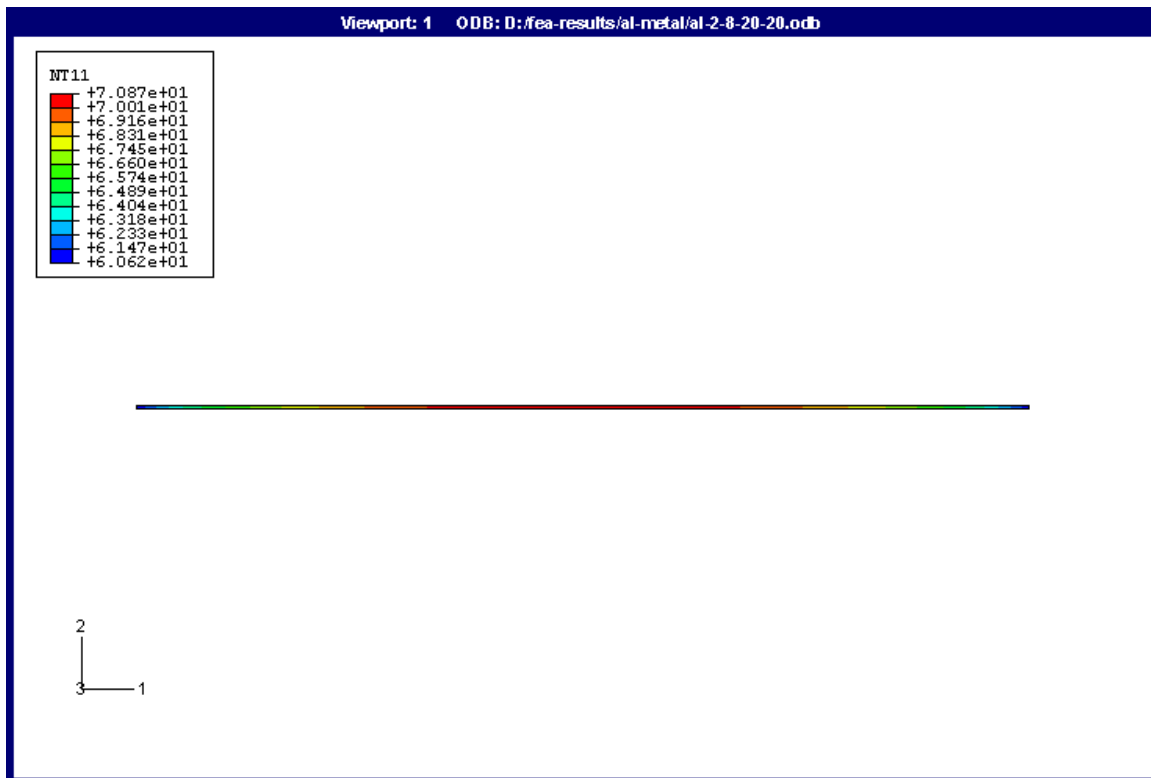 Viewport: 1 ODB: D:/fea-results/al-metal/al-2-8-20-20.odb
NT11
+7.087e+01
+7.001e+01
+6.916e+01
+6.831e+01
+6.745e+01
+6.660e+01
+6.574e+01
+6.489e+01
+6.404e+01
+6.318e+01
+6.233e+01
+6.147e+01
+6.062e+01
2
3 1